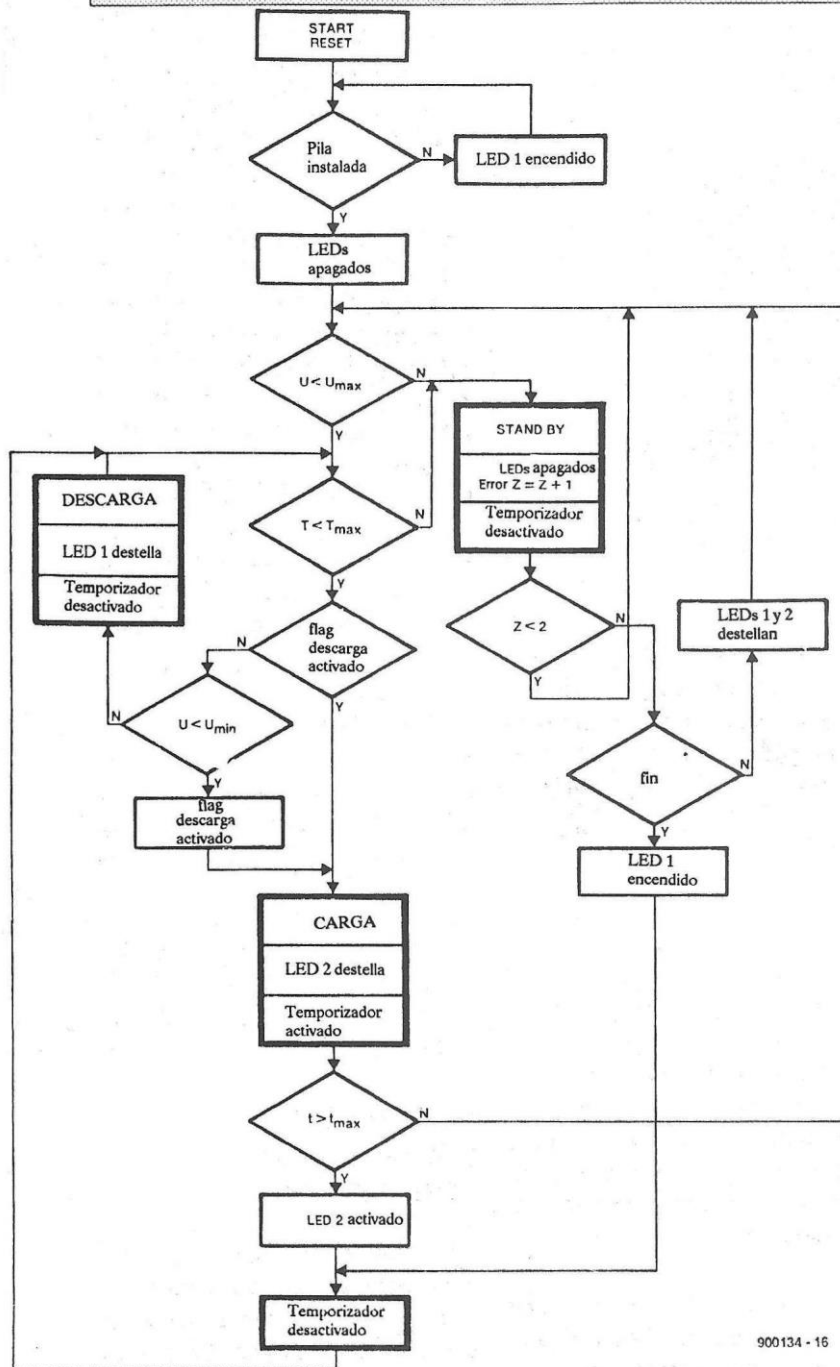 START
RESET
Pila
instalada
N
LED 1 encendido
Y
LEDs
apagados
U < Umax
N
Y
STAND BY
LEDs apagados
Error Z = Z + 1
Temporizador
desactivado
DESCARGA
LED 1 destella
Temporizador
desactivado
T < Tmax
N
Y
flag
descarga
activado
N
Y
Z < 2
N
Y
LEDs 1 y 2
destellan
U < Umin
N
Y
flag
descarga
activado
fin
N
Y
LED 1
encendido
CARGA
LED 2 destella
Temporizador
activado
t > tmax
N
Y
LED 2 activado
Temporizador
desactivado
900134 - 16